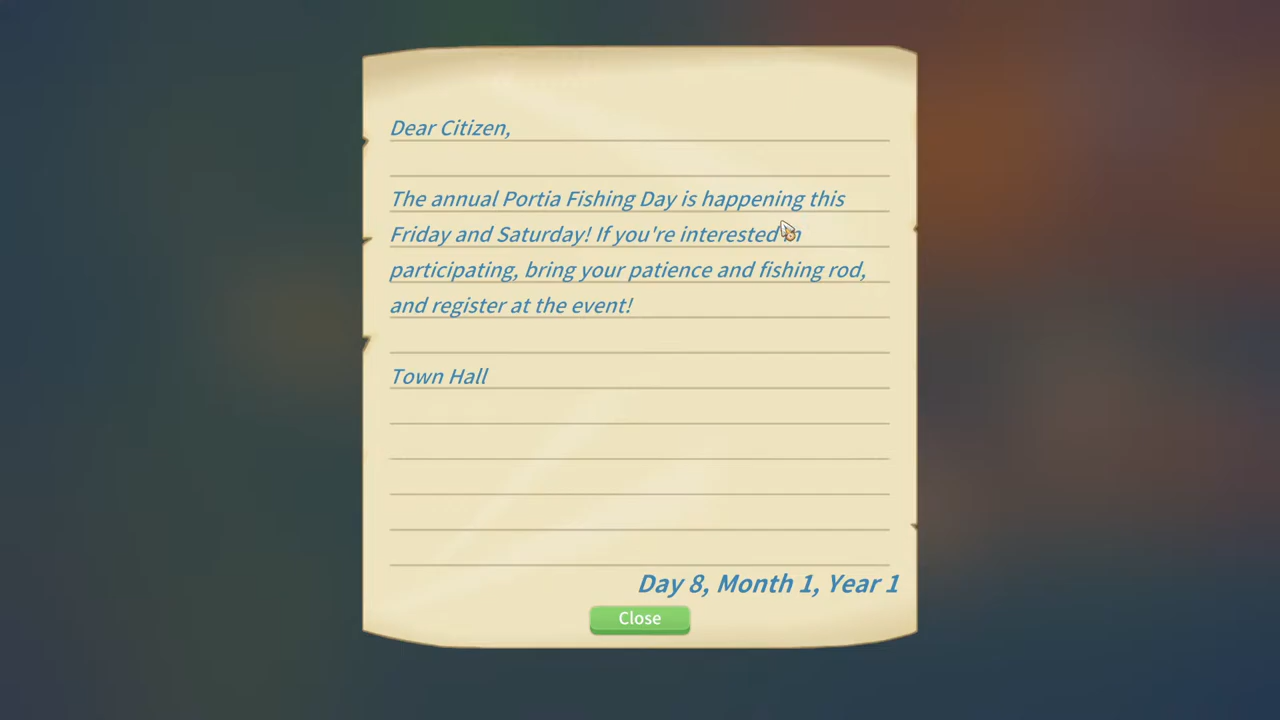 Dear Citizen,
The annual Portia Fishing Day is happening this
Friday and Saturday! If you're interested in
participating, bring your patience and fishing rod,
and register at the event!
Town Hall
Day 8, Month 1, Year 1
Close